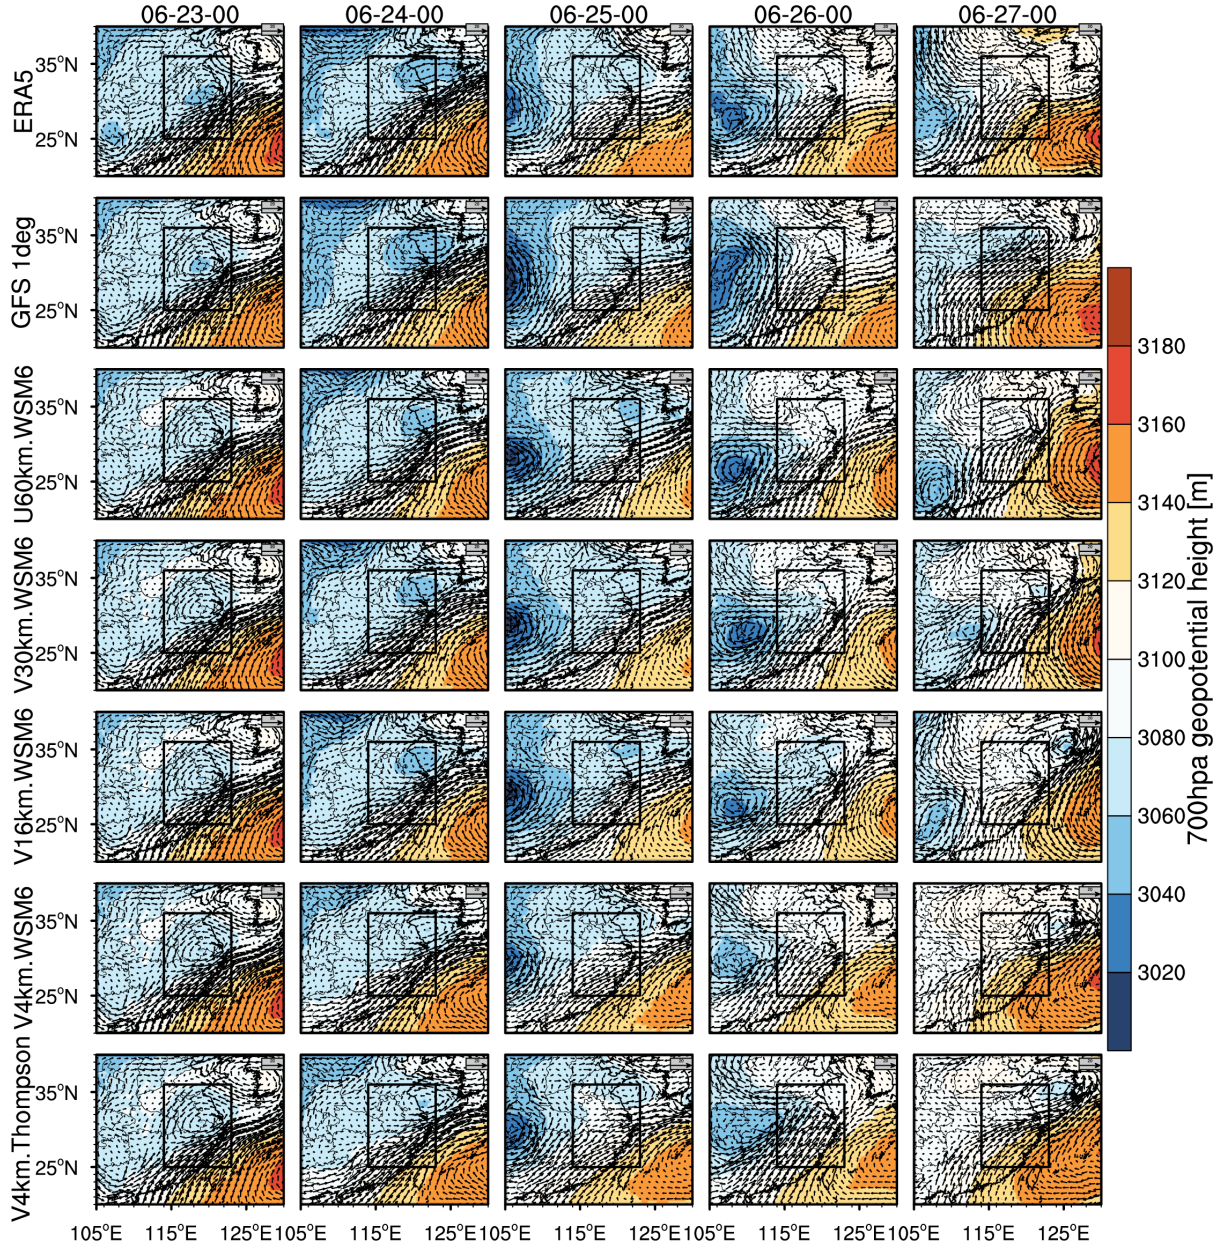 06-23-00 06-24-00 06-25-00 06-26-00 06-27-00
ERA5
35°N
25°N
GFS 1deg
35°N
25°N
U60km.WSM6
35°N
25°N
V30km.WSM6
35°N
25°N
V16km.WSM6
35°N
25°N
V4km.WSM6
35°N
25°N
V4km.Thompson
35°N
25°N
105°E 115°E 125°E 105°E 115°E 125°E 105°E 115°E 125°E 105°E 115°E 125°E 105°E 115°E 125°E
3180
3160
3140
3120
3100
3080
3060
3040
3020
700hpa geopotential height [m]